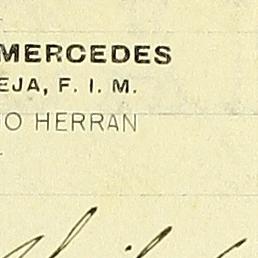 MERCEDES
EJA, F. I. M.
O HERRAN